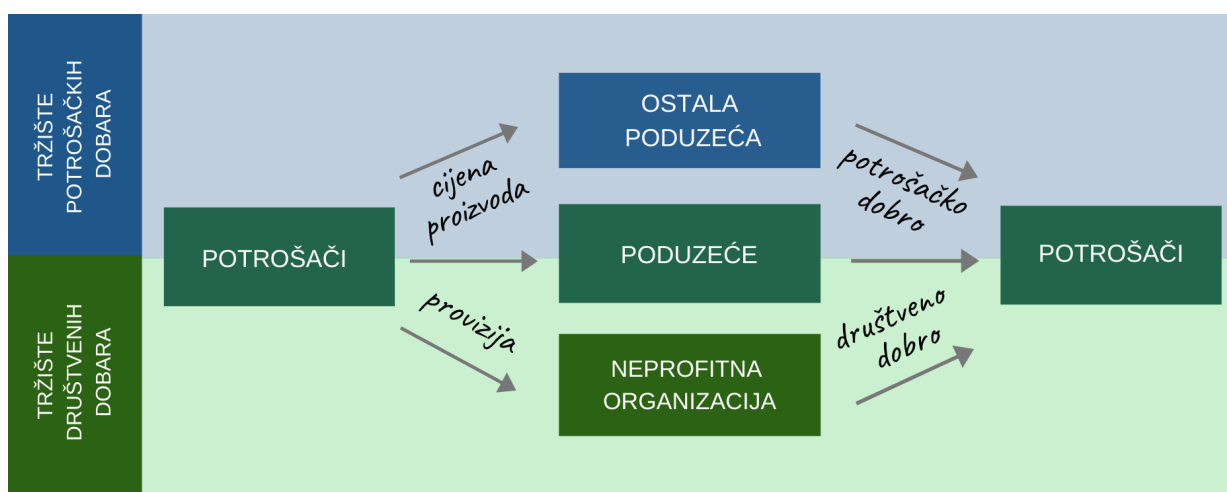 TRŽIŠTE
POTROŠAČKIH
DOBARA
TRŽIŠTE
DRUŠTVENIH
DOBARA
POTROŠAČI
cijena
proizvoda
provizija
OSTALA
PODUZEĆA
PODUZEĆE
NEPROFITNA
ORGANIZACIJA
potrošačko
dobro
društveno
dobro
POTROŠAČI